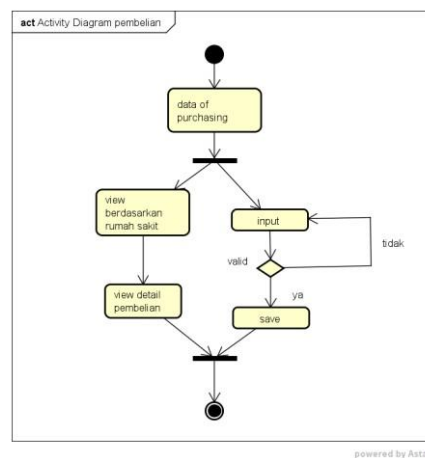 act Activity Diagram pembelian
data of
purchasing
view
berdasarkan
rumah sakit
input
tidak
valid
ya
view detail
pembelian
save
powered by Asta